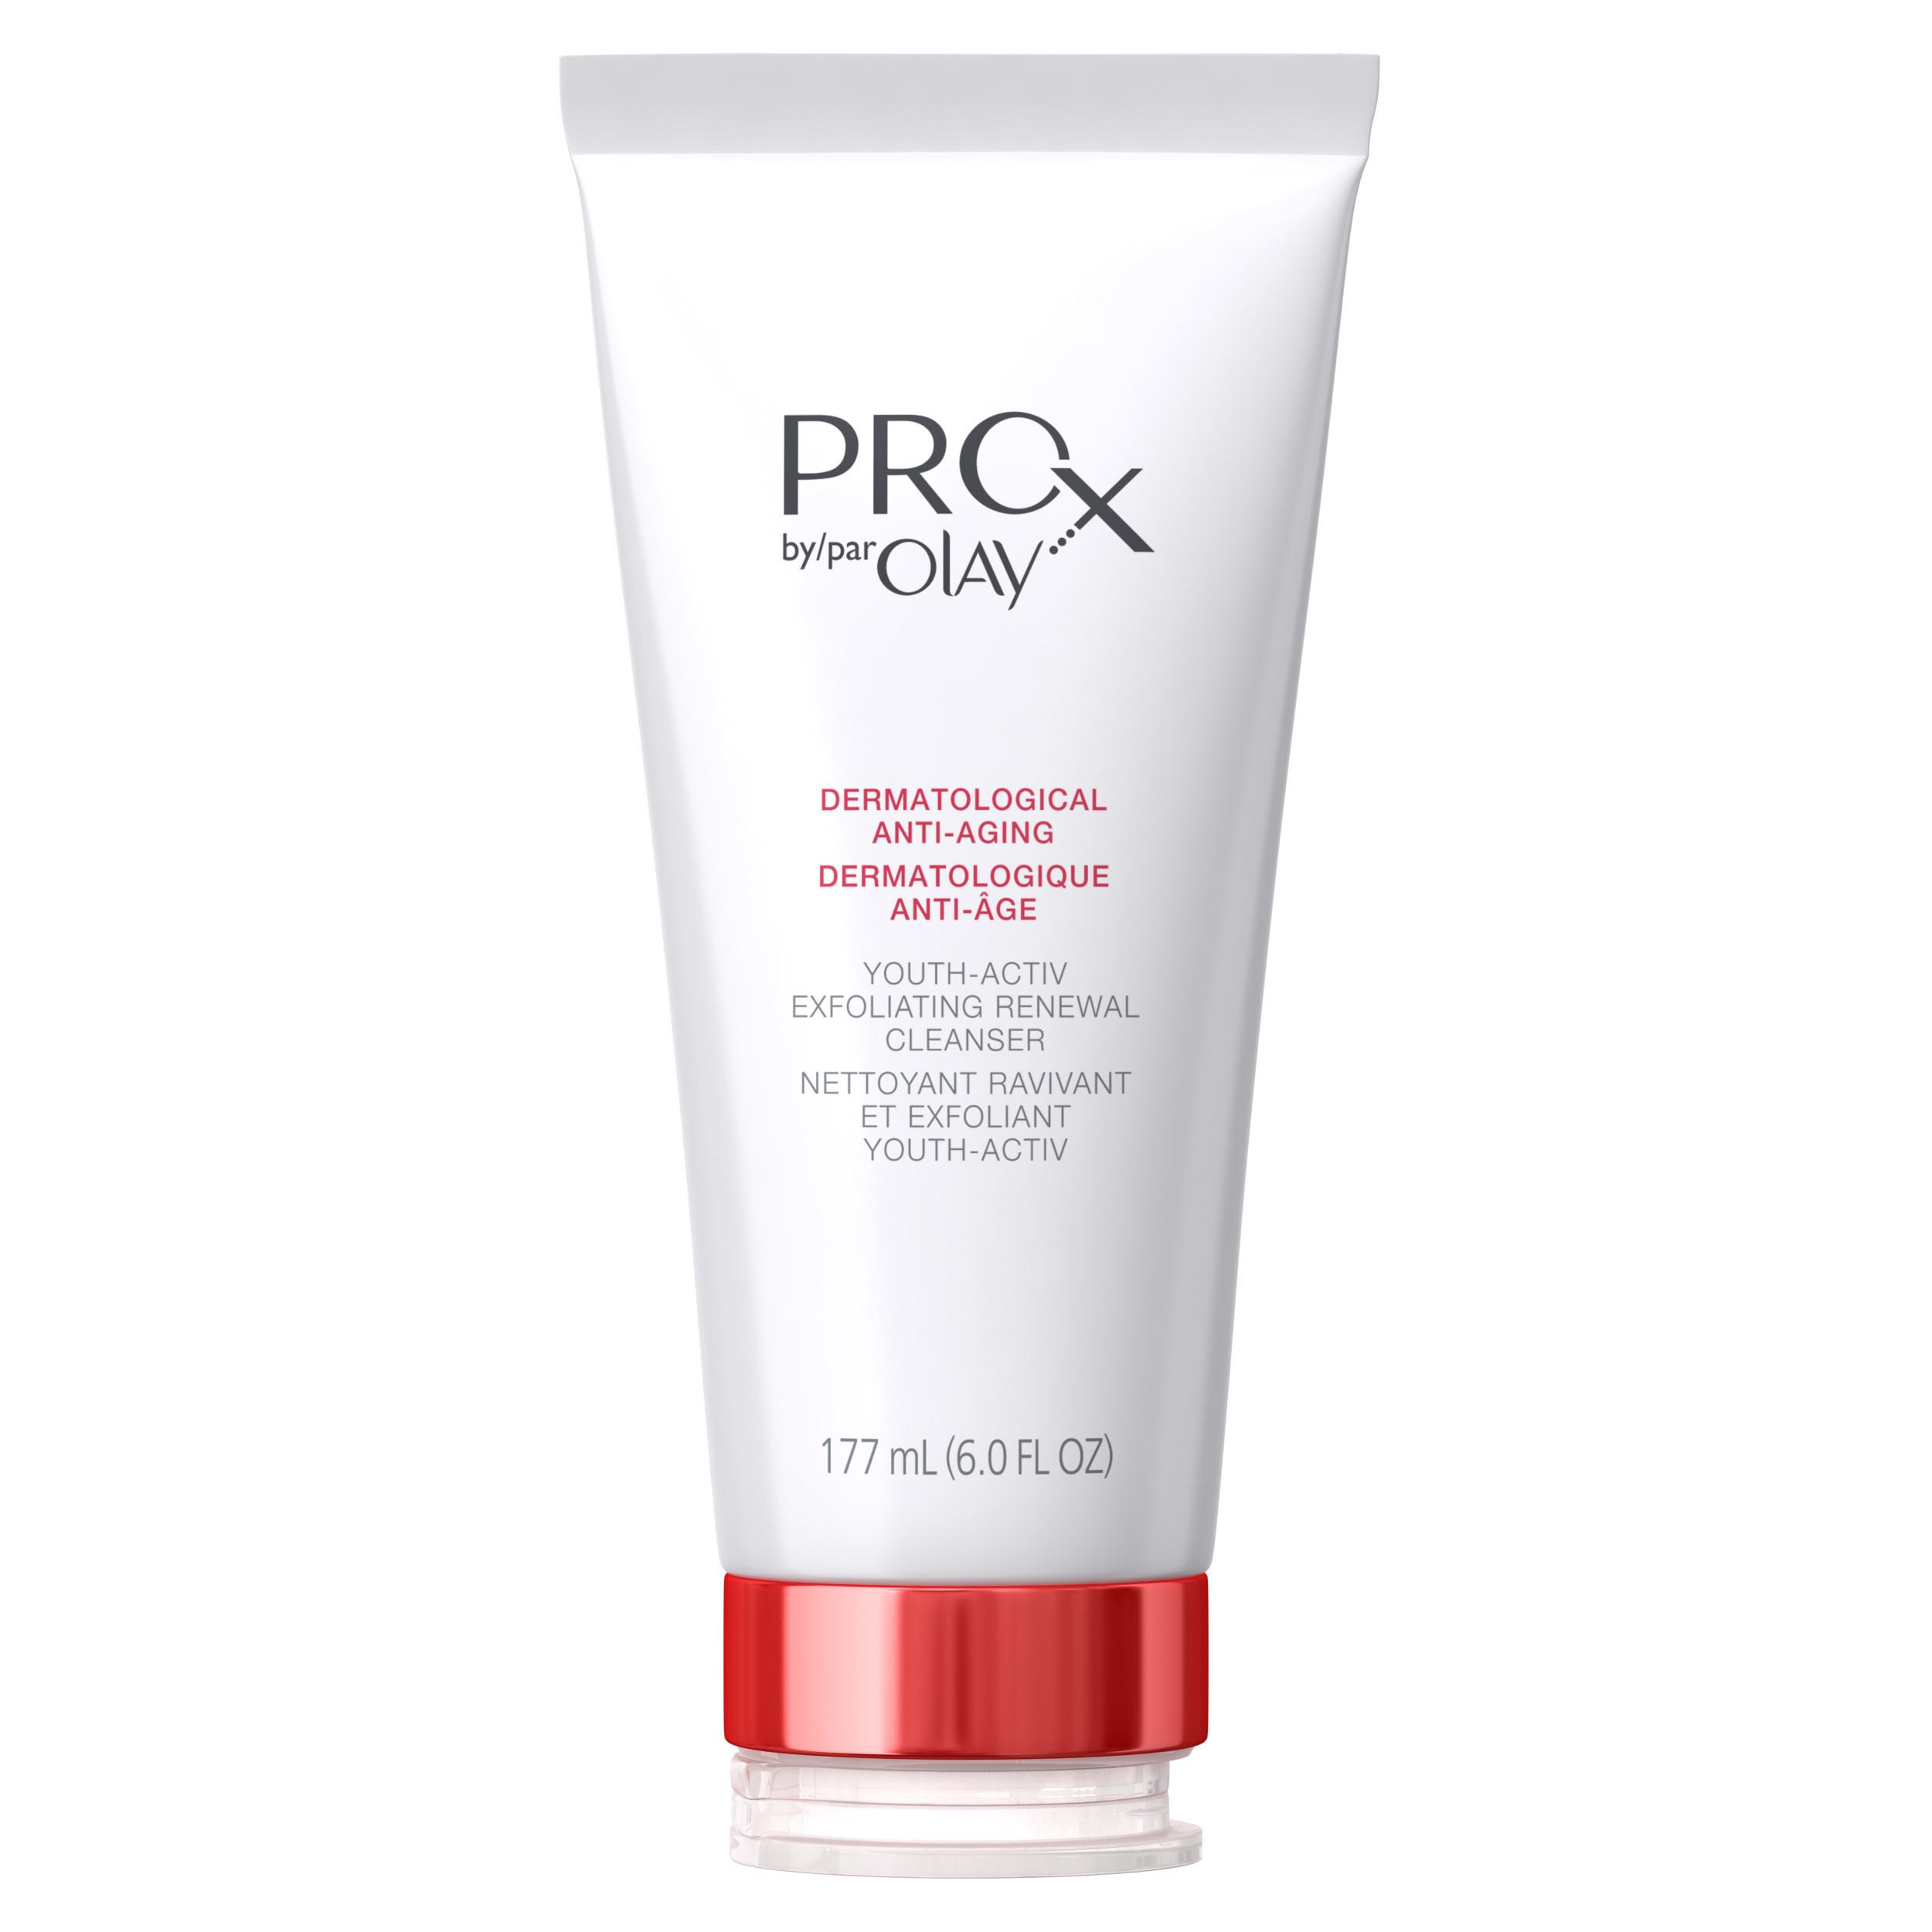 PROX
by/par OLAY
DERMATOLOGICAL
ANTI-AGING
DERMATOLOGIQUE
ANTI-ÂGE
YOUTH-ACTIV
EXFOLIATING RENEWAL
CLEANSER
NETTOYANT RAVIVANT
ET EXFOLIANT
YOUTH-ACTIV
177 mL (6.0 FL OZ)